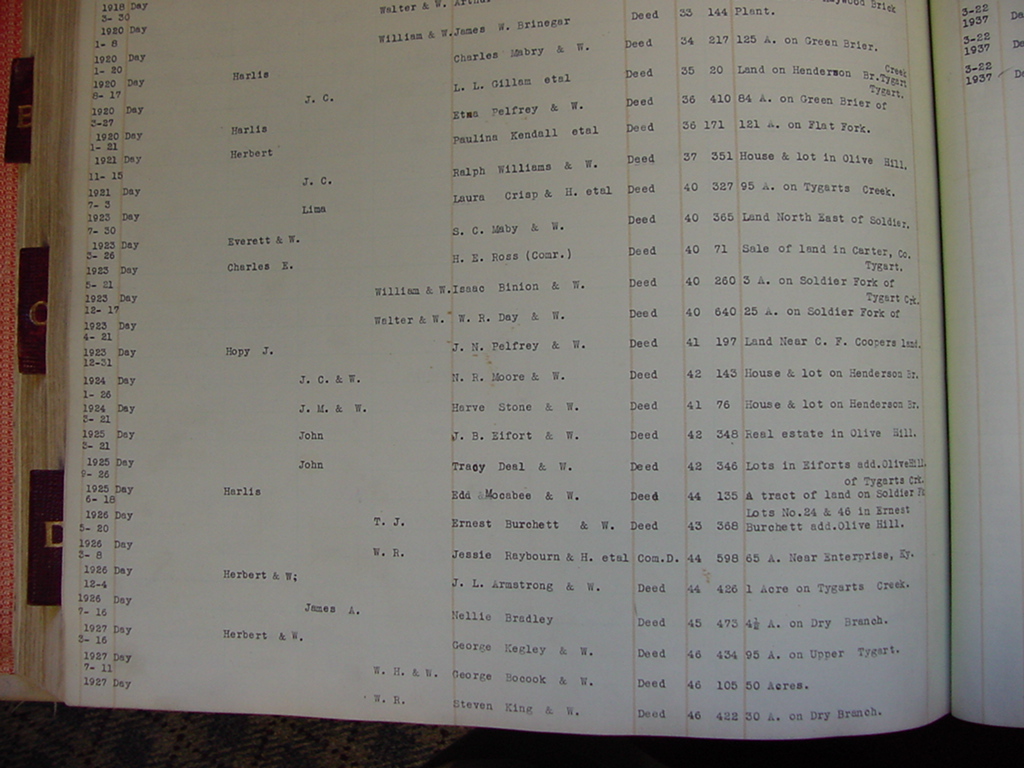 1918 Day
3- 30
1920 Day Walter & W.
1- 8
1920 Day William & W. James W. Brinegar Deed 33 144 Plant.
1- 20
1920 Day Harlis Charles Mabry & W. Deed 34 217 125 A. on Green Brier.
8- 17 Creek
1920 Day J. C. L. L. Gillam etal Deed 35 20 Land on Henderson Br.Tygart
3-27 Tygart.
1920 Day Harlis Etna Pelfrey & W. Deed 36 410 84 A. on Green Brier of
1- 21
1921 Day Herbert Paulina Kendall etal Deed 36 171 121 A. on Flat Fork.
11- 15
1921 Day J. C. Ralph Williams & W. Deed 37 351 House & lot in Olive Hill.
7- 3
1923 Day Lima Laura Crisp & H. etal Deed 40 327 95 A. on Tygarts Creek.
7- 30
1923 Day Everett & W. S. C. Maby & W. Deed 40 365 Land North East of Soldier.
3- 26
1923 Day Charles E. H. E. Ross (Comr.) Deed 40 71 Sale of land in Carter, Co.
5- 21 Tygart.
1923 Day William & W. Isaac Binion & W. Deed 40 260 3 A. on Soldier Fork of
12- 17 Tygart Crk.
1923 Day Walter & W. W. R. Day & W. Deed 40 640 25 A. on Soldier Fork of
4- 21
1923 Day Hopy J. J. N. Pelfrey & W. Deed 41 197 Land Near C. F. Coopers land.
12-31
1924 Day J. C. & W. N. R. Moore & W. Deed 42 143 House & lot on Henderson Br.
1- 26
1924 Day J. M. & W. Harve Stone & W. Deed 41 76 House & lot on Henderson Br.
3- 21
1925 Day John J. B. Eifort & W. Deed 42 348 Real estate in Olive Hill.
3- 21
1925 Day John Tracy Deal & W. Deed 42 346 Lots in Eiforts add.OliveHill.
9- 26 of Tygarts Crk.
1925 Day Harlis Edd Mocabee & W. Deed 44 135 A tract of land on Soldier Fk
6- 18 Lots No.24 & 46 in Ernest
1926 Day T. J. Ernest Burchett & W. Deed 43 368 Burchett add.Olive Hill.
5- 20
1926 Day W. R. Jessie Raybourn & H. etal Com.D. 44 598 65 A. Near Enterprise, Ky.
3- 8
1926 Day Herbert & W; J. L. Armstrong & W. Deed 44 426 1 Acre on Tygarts Creek.
12-4
1926 Day James A. Nellie Bradley Deed 45 473 4½ A. on Dry Branch.
7- 16
1927 Day Herbert & W. George Kegley & W. Deed 46 434 95 A. on Upper Tygart.
3- 16
1927 Day W. H. & W. George Bocook & W. Deed 46 105 50 Acres.
7- 11
1927 Day W. R. Steven King & W. Deed 46 422 30 A. on Dry Branch.
3-22
1937 De
3-22
1937 De
3-22
1937 De
C
D